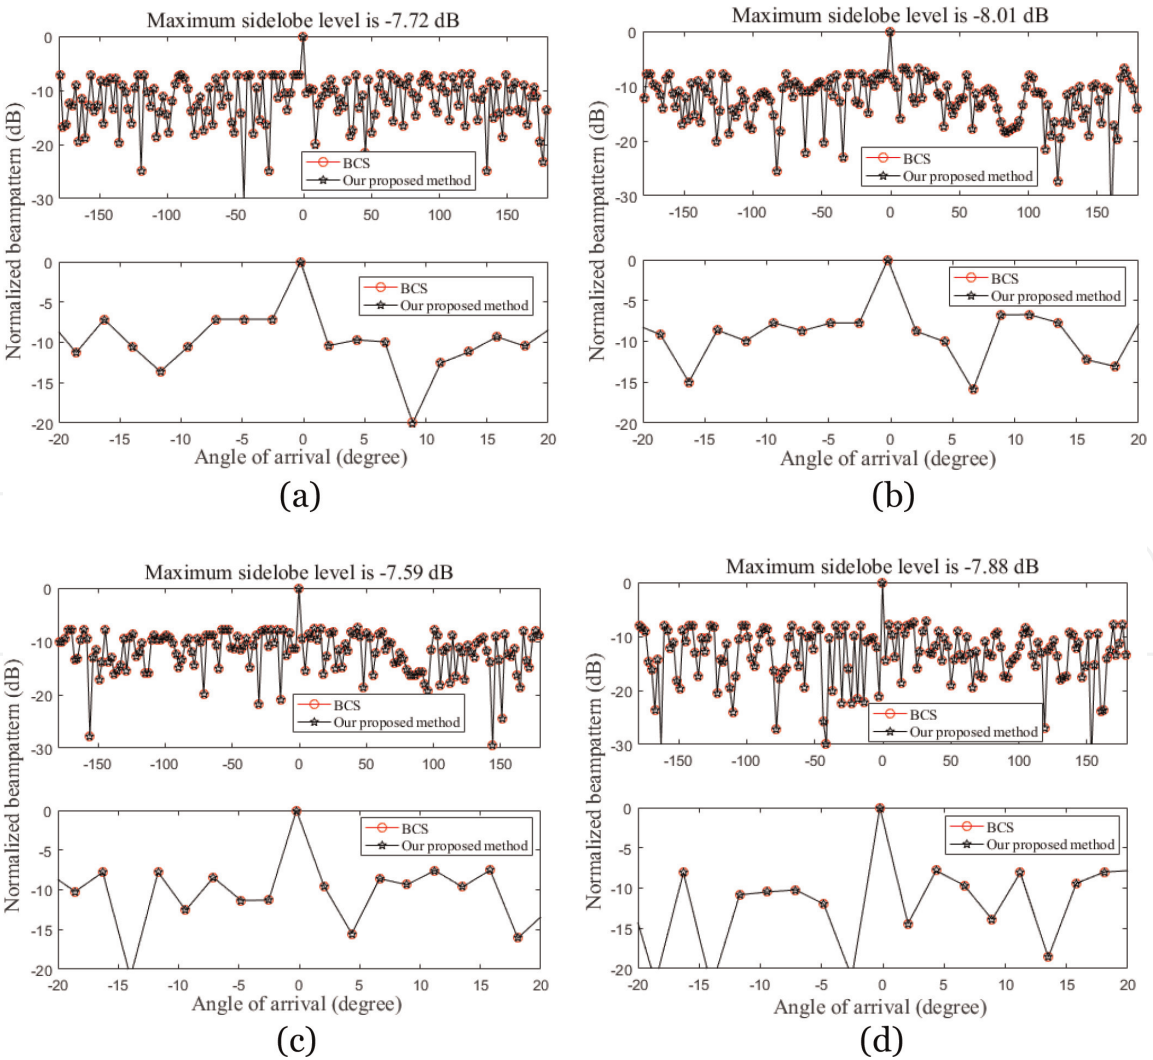 Maximum sidelobe level is -7.72 dB
0
-10
-20
-30
-150 -100 -50 0 50 100 150
BCS
Our proposed method
0
-5
-10
-15
-20
-20 -15 -10 -5 0 5 10 15 20
BCS
Our proposed method
Normalized beampattern (dB)
Angle of arrival (degree)
(a)
Maximum sidelobe level is -8.01 dB
0
-10
-20
-30
-150 -100 -50 0 50 100 150
BCS
Our proposed method
0
-5
-10
-15
-20
-20 -15 -10 -5 0 5 10 15 20
BCS
Our proposed method
Normalized beampattern (dB)
Angle of arrival (degree)
(b)
Maximum sidelobe level is -7.59 dB
0
-10
-20
-30
-150 -100 -50 0 50 100 150
BCS
Our proposed method
0
-5
-10
-15
-20
-20 -15 -10 -5 0 5 10 15 20
BCS
Our proposed method
Normalized beampattern (dB)
Angle of arrival (degree)
(c)
Maximum sidelobe level is -7.88 dB
0
-10
-20
-30
-150 -100 -50 0 50 100 150
BCS
Our proposed method
0
-5
-10
-15
-20
-20 -15 -10 -5 0 5 10 15 20
BCS
Our proposed method
Normalized beampattern (dB)
Angle of arrival (degree)
(d)